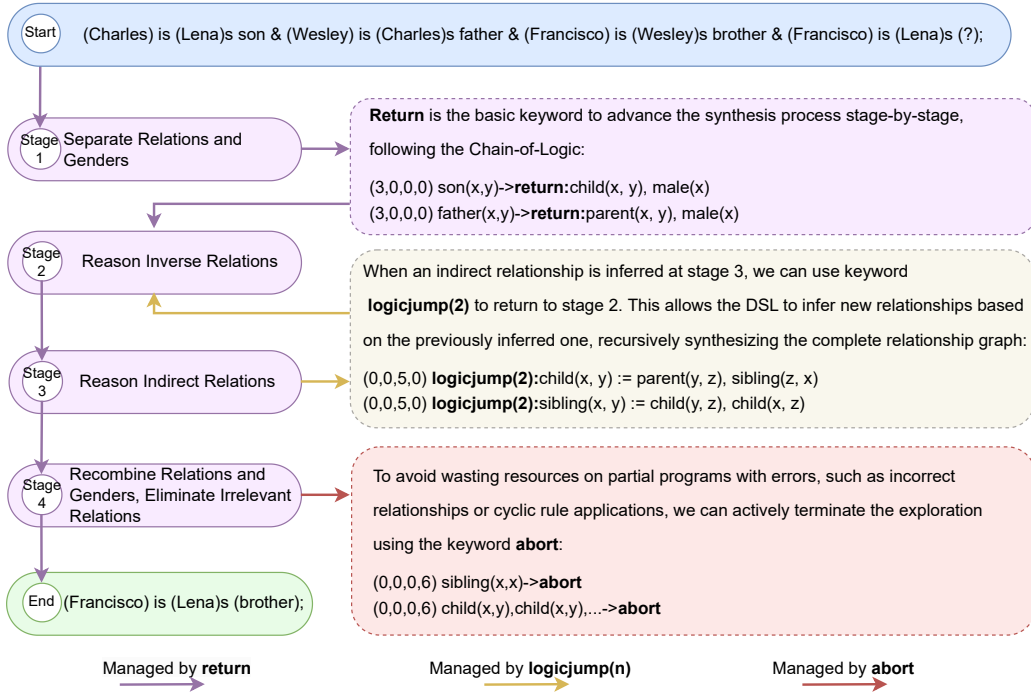 Start
(Charles) is (Lena)s son & (Wesley) is (Charles)s father & (Francisco) is (Wesley)s brother & (Francisco) is (Lena)s (?);
Stage
1
Separate Relations and
Genders
Return is the basic keyword to advance the synthesis process stage-by-stage,
following the Chain-of-Logic:
(3,0,0,0) son(x,y)->return:child(x, y), male(x)
(3,0,0,0) father(x,y)->return:parent(x, y), male(x)
Stage
2
Reason Inverse Relations
When an indirect relationship is inferred at stage 3, we can use keyword
logicjump(2) to return to stage 2. This allows the DSL to infer new relationships based
on the previously inferred one, recursively synthesizing the complete relationship graph:
(0,0,5,0) logicjump(2):child(x, y) := parent(y, z), sibling(z, x)
(0,0,5,0) logicjump(2):sibling(x, y) := child(y, z), child(x, z)
Stage
3
Reason Indirect Relations
Stage
4
Recombine Relations and
Genders, Eliminate Irrelevant
Relations
To avoid wasting resources on partial programs with errors, such as incorrect
relationships or cyclic rule applications, we can actively terminate the exploration
using the keyword abort:
(0,0,0,6) sibling(x,x)->abort
(0,0,0,6) child(x,y),child(x,y),...->abort
End
(Francisco) is (Lena)s (brother);
Managed by return
Managed by logicjump(n)
Managed by abort